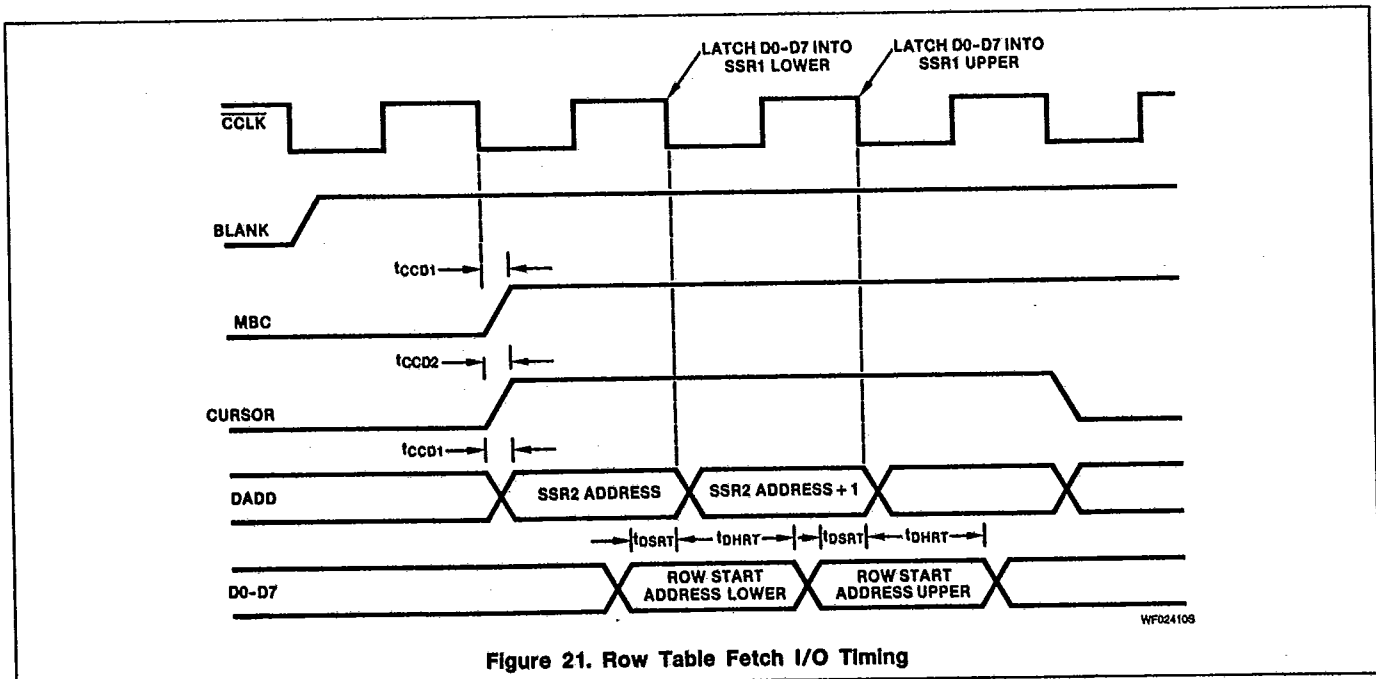 LATCH D0-D7 INTO
SSR1 LOWER
LATCH D0-D7 INTO
SSR1 UPPER
CCLK
BLANK
tCCD1
MBC
tCCD2
CURSOR
tCCD1
DADD
SSR2 ADDRESS
SSR2 ADDRESS + 1
tDSRT
tDHRT
tDSRT
tDHRT
D0-D7
ROW START
ADDRESS LOWER
ROW START
ADDRESS UPPER
WF02410S
Figure 21. Row Table Fetch I/O Timing